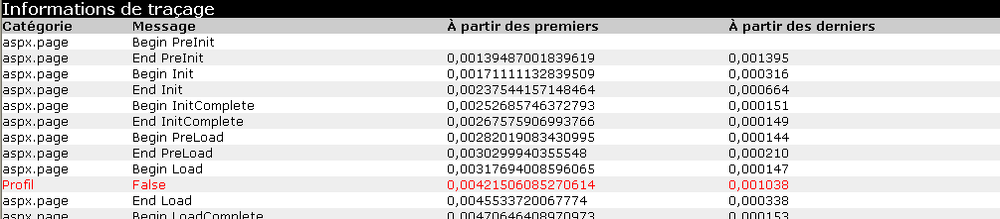 Informations de traçage
Catégorie Message À partir des premiers À partir des derniers
aspx.page Begin PreInit
aspx.page End PreInit 0,00139487001839619 0,001395
aspx.page Begin Init 0,00171111132839509 0,000316
aspx.page End Init 0,00237544157148464 0,000664
aspx.page Begin InitComplete 0,00252685746372793 0,000151
aspx.page End InitComplete 0,00267575906993766 0,000149
aspx.page Begin PreLoad 0,00282019083430995 0,000144
aspx.page End PreLoad 0,00302999403​55548 0,000210
aspx.page Begin Load 0,00317694008596065 0,000147
Profil False 0,00421506085270614 0,001038
aspx.page End Load 0,0045533720067774 0,000338
aspx.page Begin LoadComplete 0,00470646408970973 0,000153